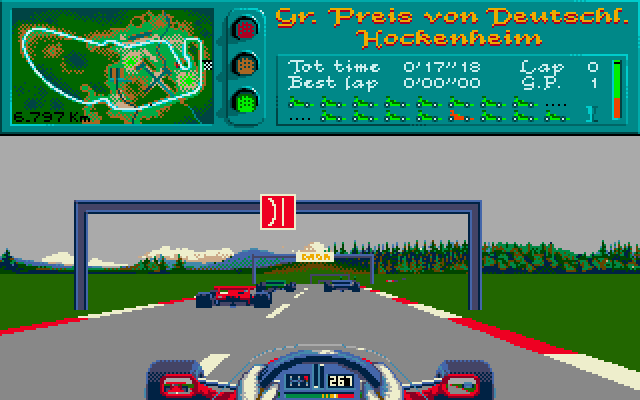 Gr. Preis von Deutschl.
Hockenheim
Tot time 0'17"18 Lap 0
Best lap 0'00"00 G.P. 1
6.797 Km
267